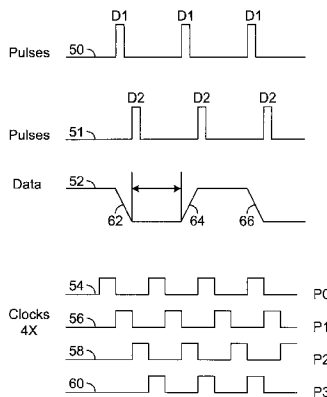 D1 D1 D1
Pulses 50
D2 D2 D2
Pulses 51
Data 52
62 64 66
54 P0
Clocks 4X 56 P1
58 P2
60 P3